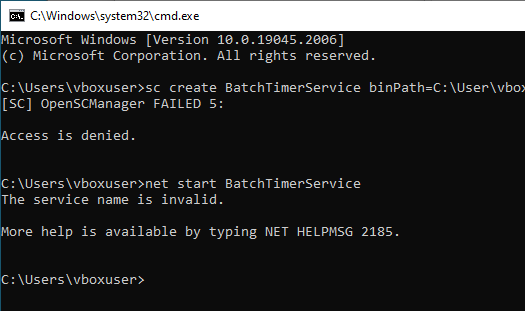 C:\Windows\system32\cmd.exe
Microsoft Windows [Version 10.0.19045.2006]
(c) Microsoft Corporation. All rights reserved.
C:\Users\vboxuser>sc create BatchTimerService binPath=C:\User\vbox
[SC] OpenSCManager FAILED 5:
Access is denied.
C:\Users\vboxuser>net start BatchTimerService
The service name is invalid.
More help is available by typing NET HELPMSG 2185.
C:\Users\vboxuser>